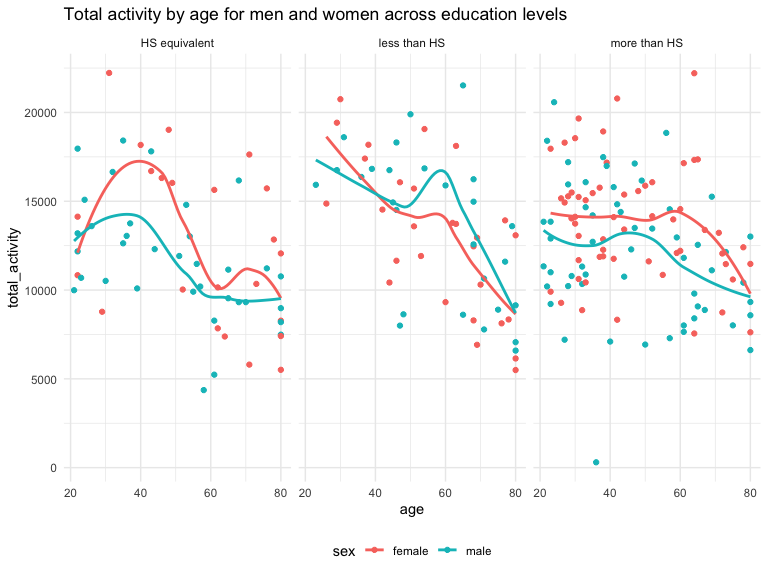 Total activity by age for men and women across education levels
HS equivalent less than HS more than HS
20000
15000
10000
5000
0
total_activity
20 40 60 80 20 40 60 80 20 40 60 80
age
sex female male